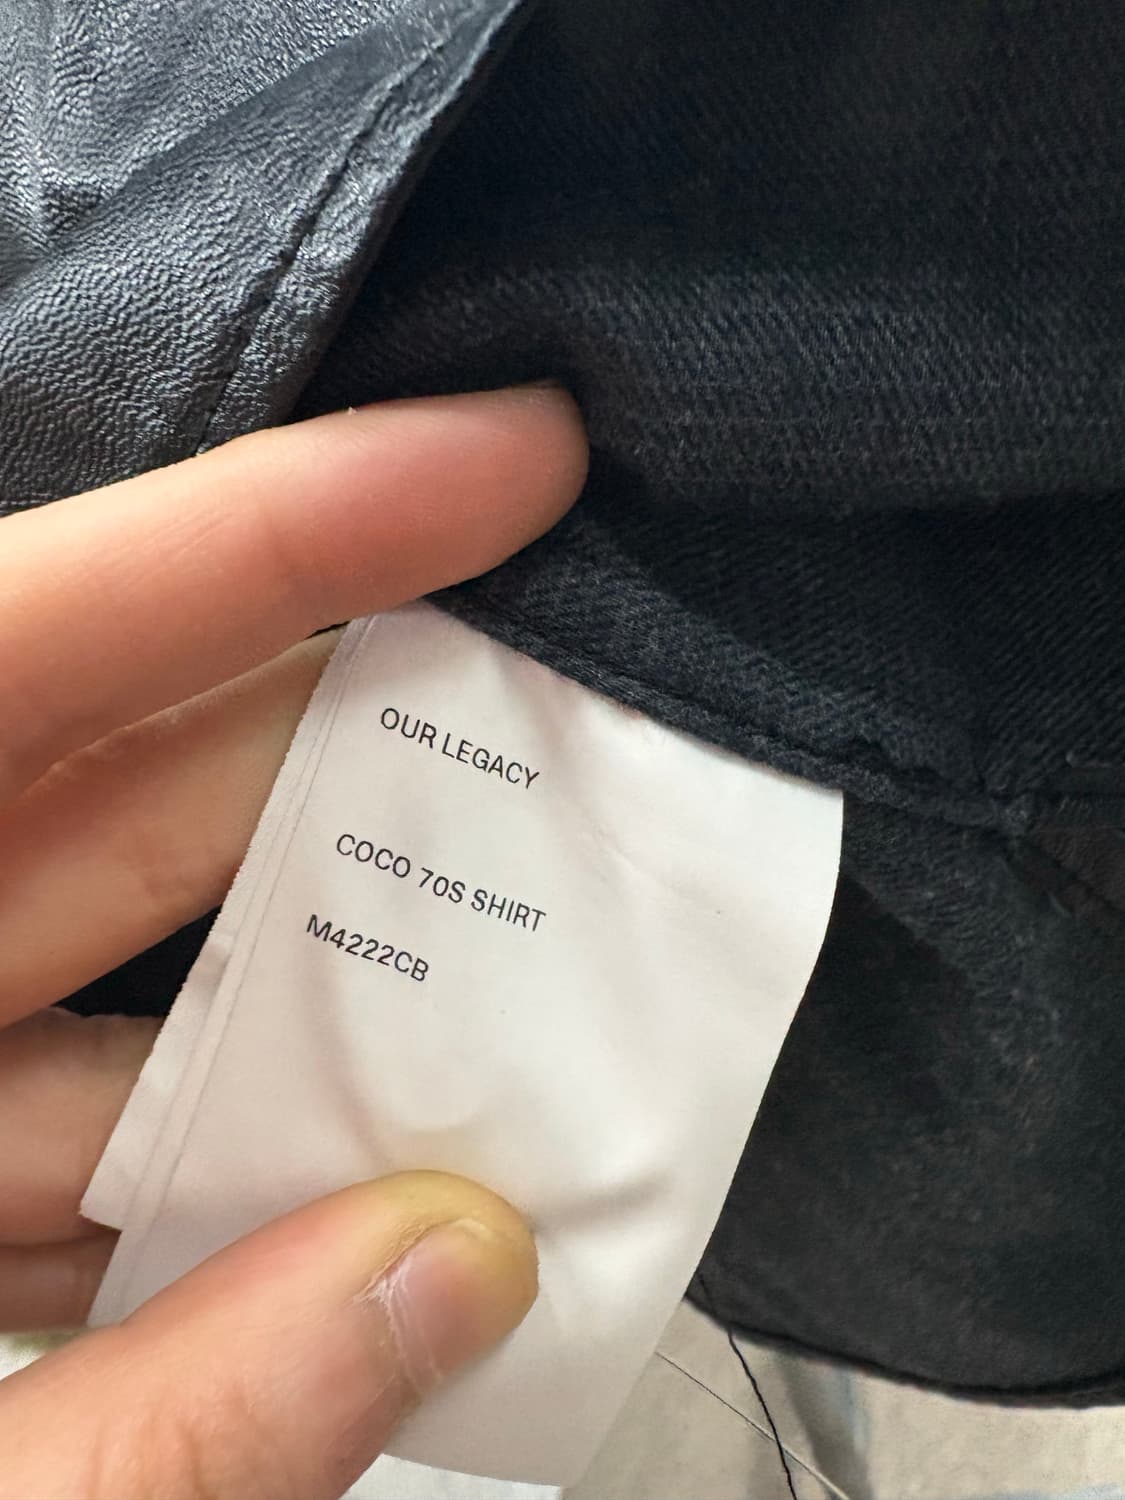 OUR LEGACY
COCO 70S SHIRT
M4222CB